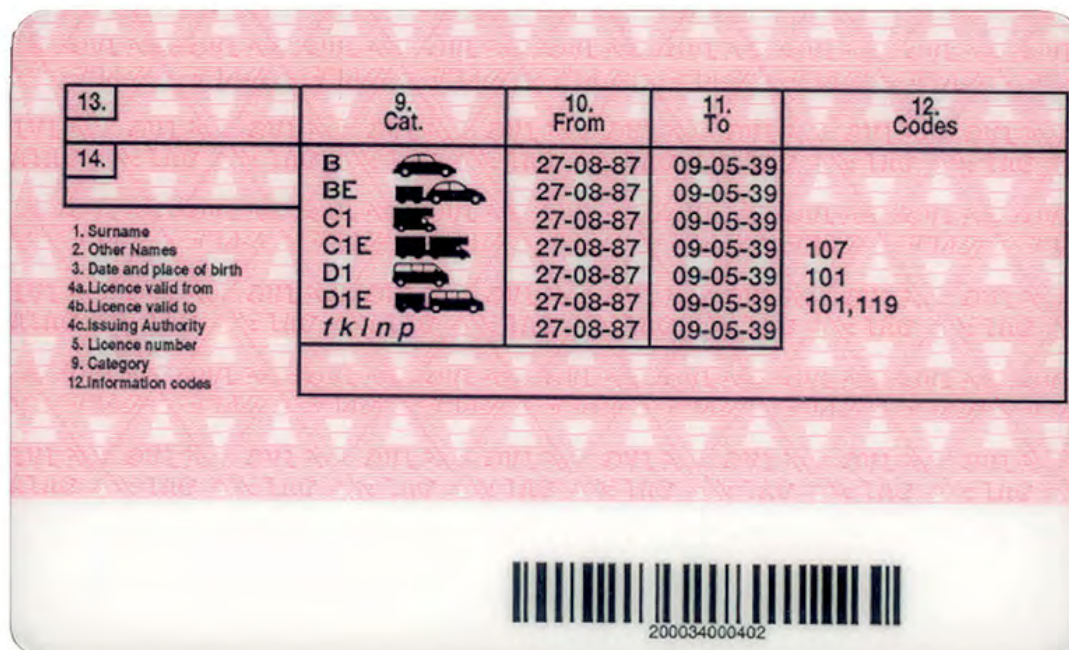 13. 9. Cat. 10. From 11. To 12. Codes
14.
B 27-08-87 09-05-39
BE 27-08-87 09-05-39
C1 27-08-87 09-05-39
C1E 27-08-87 09-05-39 107
D1 27-08-87 09-05-39 101
D1E 27-08-87 09-05-39 101,119
fklnp 27-08-87 09-05-39
1. Surname
2. Other Names
3. Date and place of birth
4a.Licence valid from
4b.Licence valid to
4c.Issuing Authority
5. Licence number
9. Category
12.Information codes
200034000402